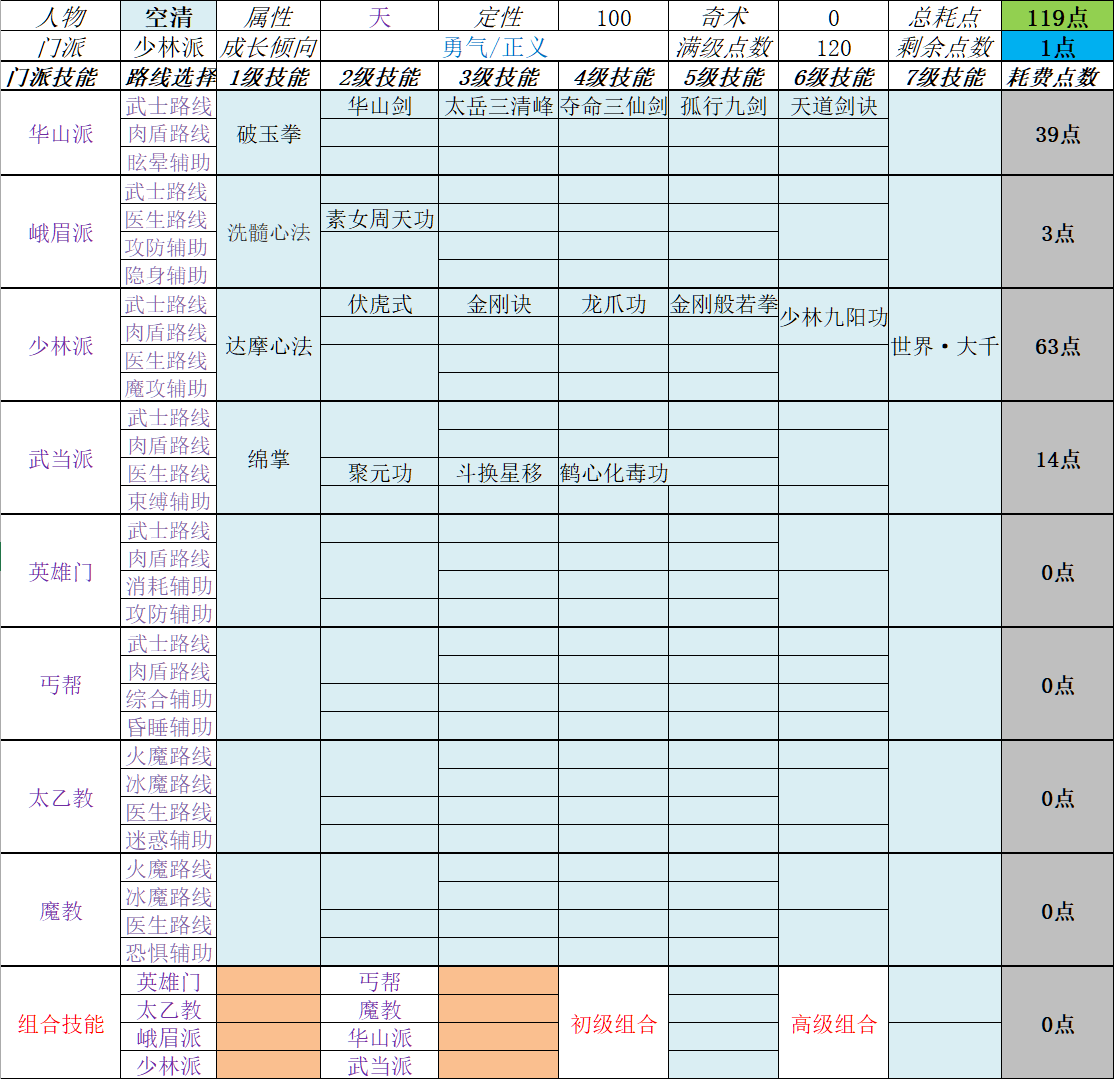 人物 空清 属性 天 定性 100 奇术 0 总耗点 119点
门派 少林派 成长倾向 勇气/正义 满级点数 120 剩余点数 1点
门派技能 路线选择 1级技能 2级技能 3级技能 4级技能 5级技能 6级技能 7级技能 耗费点数
武士路线 华山剑 太岳三清峰 夺命三仙剑 孤行九剑 天道剑诀
华山派 肉盾路线 破玉拳 39点
眩晕辅助
武士路线
医生路线 素女周天功
峨眉派 洗髓心法 3点
攻防辅助
隐身辅助
武士路线 伏虎式 金刚诀 龙爪功 金刚般若拳
少林九阳功
肉盾路线
少林派 达摩心法 世界·大千 63点
医生路线
魔攻辅助
武士路线
肉盾路线
武当派 绵掌 14点
医生路线 聚元功 斗换星移 鹤心化毒功
束缚辅助
武士路线
肉盾路线
英雄门 0点
消耗辅助
攻防辅助
武士路线
肉盾路线
丐帮 0点
综合辅助
昏睡辅助
火魔路线
冰魔路线
太乙教 0点
医生路线
迷惑辅助
火魔路线
冰魔路线
魔教 0点
医生路线
恐惧辅助
英雄门 丐帮
太乙教 魔教
组合技能 初级组合 高级组合 0点
峨眉派 华山派
少林派 武当派